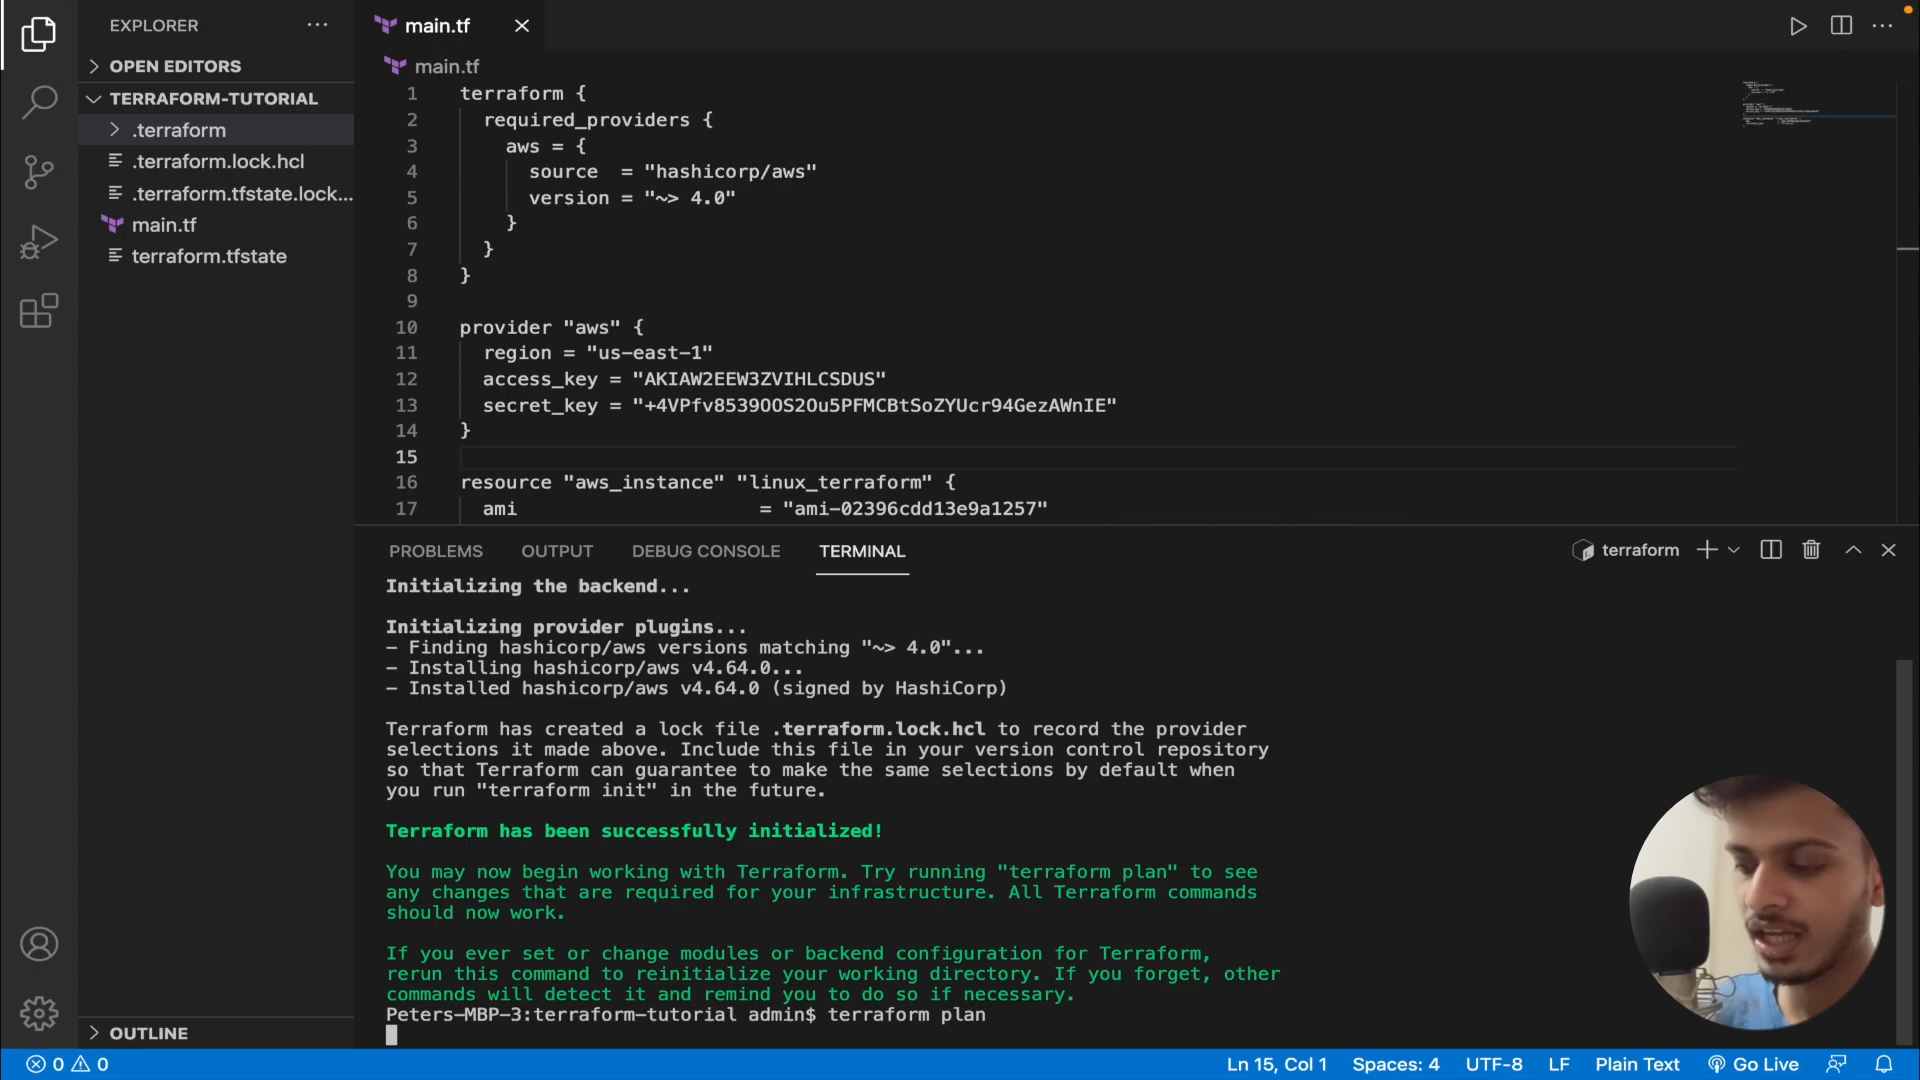 EXPLORER
OPEN EDITORS
TERRAFORM-TUTORIAL
.terraform
.terraform.lock.hcl
.terraform.tfstate.lock...
main.tf
terraform.tfstate
OUTLINE
main.tf
main.tf
1 terraform {
2 required_providers {
3 aws = {
4 source = "hashicorp/aws"
5 version = "~> 4.0"
6 }
7 }
8 }
9
10 provider "aws" {
11 region = "us-east-1"
12 access_key = "AKIAW2EEW3ZVIHLCSDUS"
13 secret_key = "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"
14 }
15
16 resource "aws_instance" "linux_terraform" {
17 ami = "ami-02396cdd13e9a1257"
PROBLEMS OUTPUT DEBUG CONSOLE TERMINAL
terraform
Initializing the backend...
Initializing provider plugins...
- Finding hashicorp/aws versions matching "~> 4.0"...
- Installing hashicorp/aws v4.64.0...
- Installed hashicorp/aws v4.64.0 (signed by HashiCorp)
Terraform has created a lock file .terraform.lock.hcl to record the provider
selections it made above. Include this file in your version control repository
so that Terraform can guarantee to make the same selections by default when
you run "terraform init" in the future.
Terraform has been successfully initialized!
You may now begin working with Terraform. Try running "terraform plan" to see
any changes that are required for your infrastructure. All Terraform commands
should now work.
If you ever set or change modules or backend configuration for Terraform,
rerun this command to reinitialize your working directory. If you forget, other
commands will detect it and remind you to do so if necessary.
Peters-MBP-3:terraform-tutorial admin$ terraform plan
0 0 Ln 15, Col 1 Spaces: 4 UTF-8 LF Plain Text Go Live